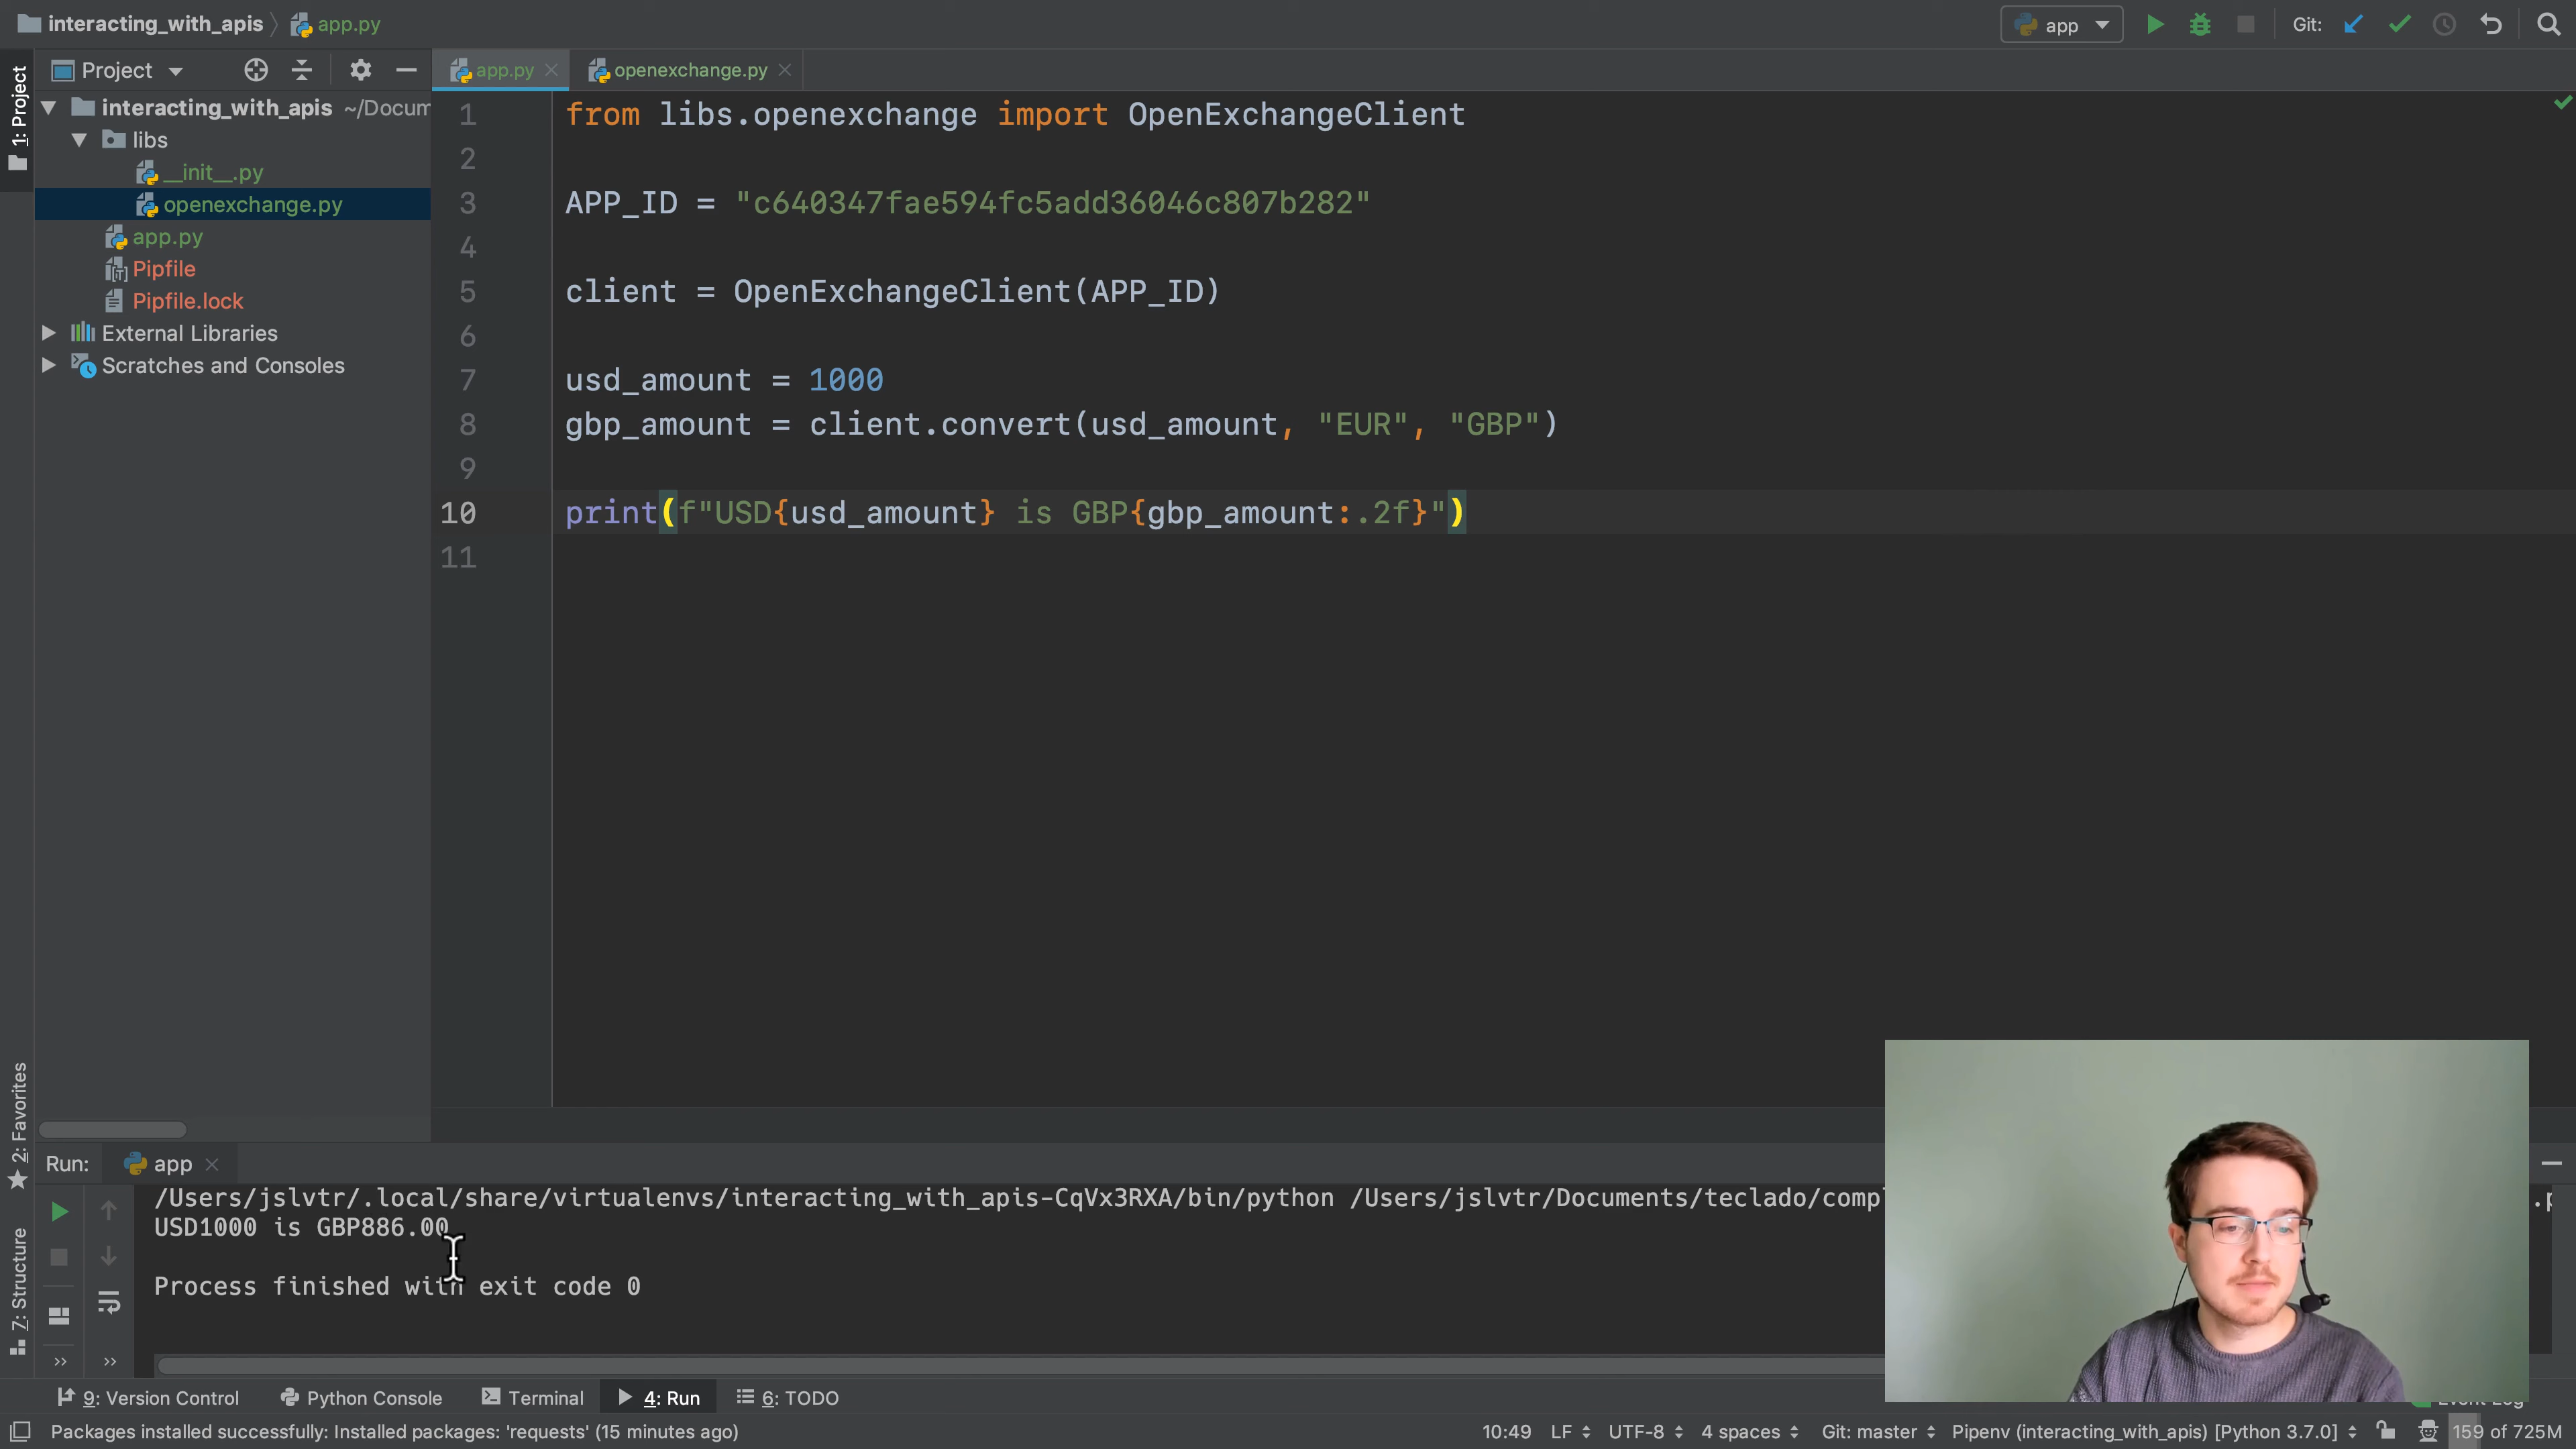 interacting_with_apis
app.py
app
Git:
1: Project
Project
app.py
openexchange.py
interacting_with_apis ~/Docum
libs
__init__.py
openexchange.py
app.py
Pipfile
Pipfile.lock
External Libraries
Scratches and Consoles
1 from libs.openexchange import OpenExchangeClient
2
3 APP_ID = "c640347fae594fc5add36046c807b282"
4
5 client = OpenExchangeClient(APP_ID)
6
7 usd_amount = 1000
8 gbp_amount = client.convert(usd_amount, "EUR", "GBP")
9
10 print(f"USD{usd_amount} is GBP{gbp_amount:.2f}")
11
2: Favorites
7: Structure
Run: app
/Users/jslvtr/.local/share/virtualenvs/interacting_with_apis-CqVx3RXA/bin/python /Users/jslvtr/Documents/teclado/compl
USD1000 is GBP886.00
Process finished with exit code 0
9: Version Control
Python Console
Terminal
4: Run
6: TODO
Packages installed successfully: Installed packages: 'requests' (15 minutes ago)
10:49 LF UTF-8 4 spaces Git: master Pipenv (interacting_with_apis) [Python 3.7.0] 159 of 725M